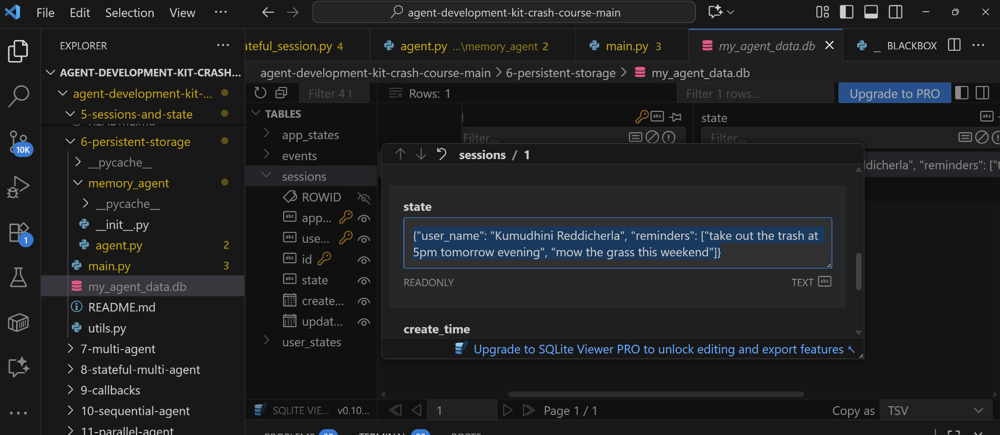 File Edit Selection View ... agent-development-kit-crash-course-main
EXPLORER
ateful_session.py 4
agent.py ...\memory_agent 2
main.py 3
my_agent_data.db
BLACKBOX
AGENT-DEVELOPMENT-KIT-CRASH...
agent-development-kit-crash-course-main > 6-persistent-storage > my_agent_data.db
agent-development-kit-...
5-sessions-and-state
README.md
6-persistent-storage
__pycache__
memory_agent
__pycache__
__init__.py
agent.py 2
main.py 3
my_agent_data.db
README.md
utils.py
7-multi-agent
8-stateful-multi-agent
9-callbacks
10-sequential-agent
11-parallel-agent
10K
1
Filter 4 t
Rows: 1
Filter 1 rows...
Upgrade to PRO
TABLES
app_states
events
sessions
ROWID
app...
use...
id
state
create...
updat...
user_states
state
Filter...
Filter...
dicherla", "reminders": ["t
sessions / 1
state
{"user_name": "Kumudhini Reddicherla", "reminders": ["take out the trash at
5pm tomorrow evening", "mow the grass this weekend"]}
READONLY
TEXT
create_time
Upgrade to SQLite Viewer PRO to unlock editing and export features
SQLITE VIE... v0.10...
1
Page 1 / 1
Copy as TSV
PROBLEMS
TERMINAL
PORTS